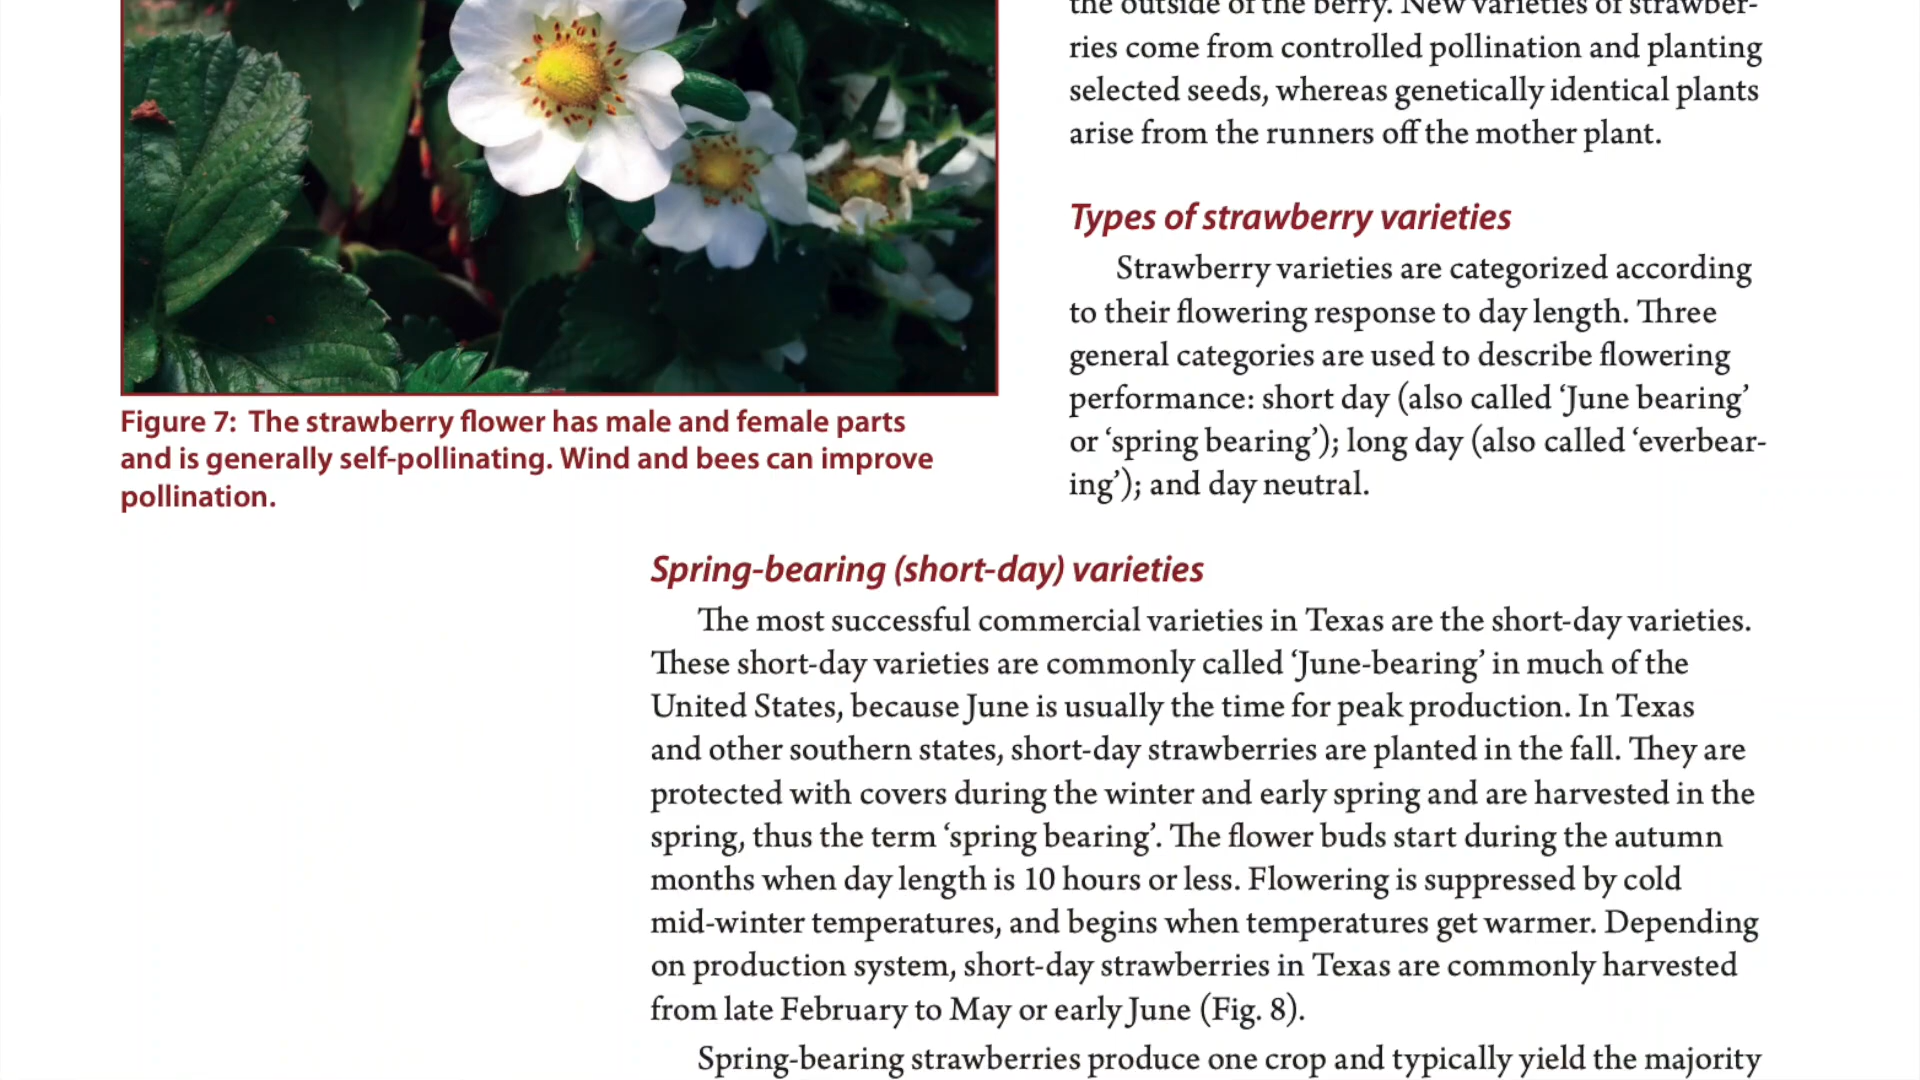 the outside of the berry. New varieties of strawber-
ries come from controlled pollination and planting
selected seeds, whereas genetically identical plants
arise from the runners off the mother plant.
Types of strawberry varieties
Strawberry varieties are categorized according
to their flowering response to day length. Three
general categories are used to describe flowering
performance: short day (also called ‘June bearing’
or ‘spring bearing’); long day (also called ‘everbear-
ing’); and day neutral.
Figure 7: The strawberry flower has male and female parts
and is generally self-pollinating. Wind and bees can improve
pollination.
Spring-bearing (short-day) varieties
The most successful commercial varieties in Texas are the short-day varieties.
These short-day varieties are commonly called ‘June-bearing’ in much of the
United States, because June is usually the time for peak production. In Texas
and other southern states, short-day strawberries are planted in the fall. They are
protected with covers during the winter and early spring and are harvested in the
spring, thus the term ‘spring bearing’. The flower buds start during the autumn
months when day length is 10 hours or less. Flowering is suppressed by cold
mid-winter temperatures, and begins when temperatures get warmer. Depending
on production system, short-day strawberries in Texas are commonly harvested
from late February to May or early June (Fig. 8).
Spring-bearing strawberries produce one crop and typically yield the majority